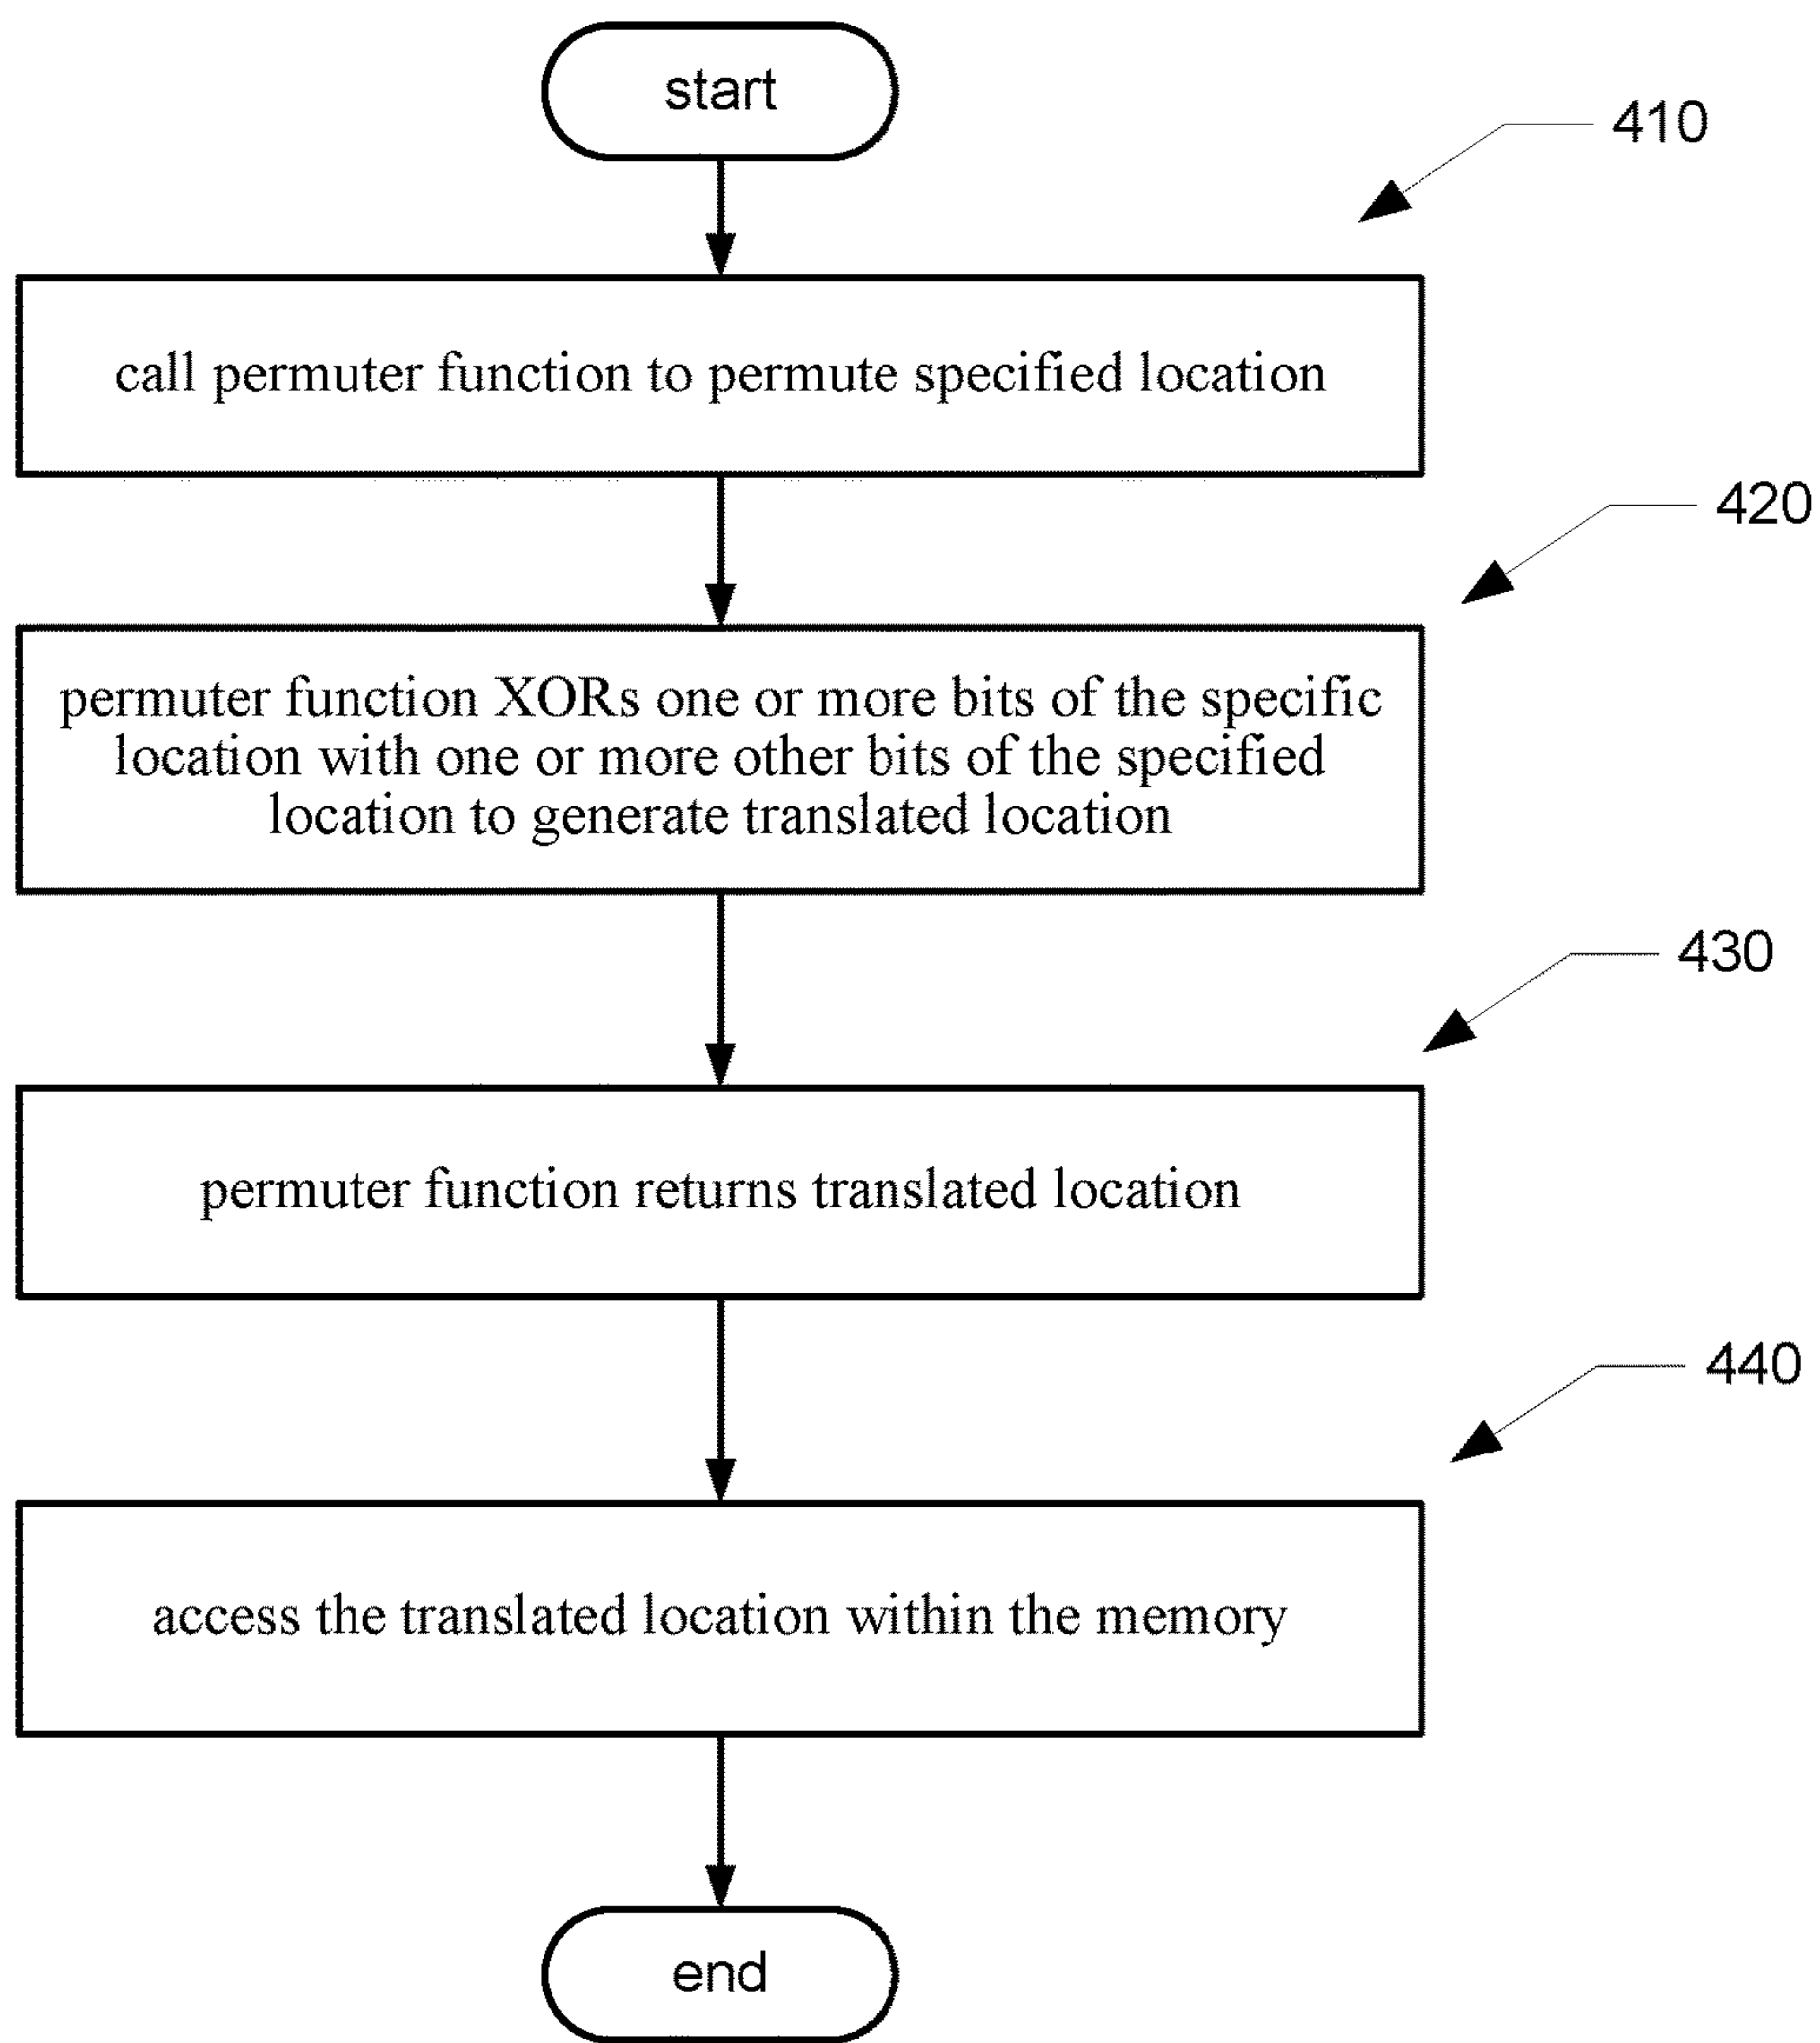 start
410
call permuter function to permute specified location
420
permuter function XORs one or more bits of the specific
location with one or more other bits of the specified
location to generate translated location
430
permuter function returns translated location
440
access the translated location within the memory
end